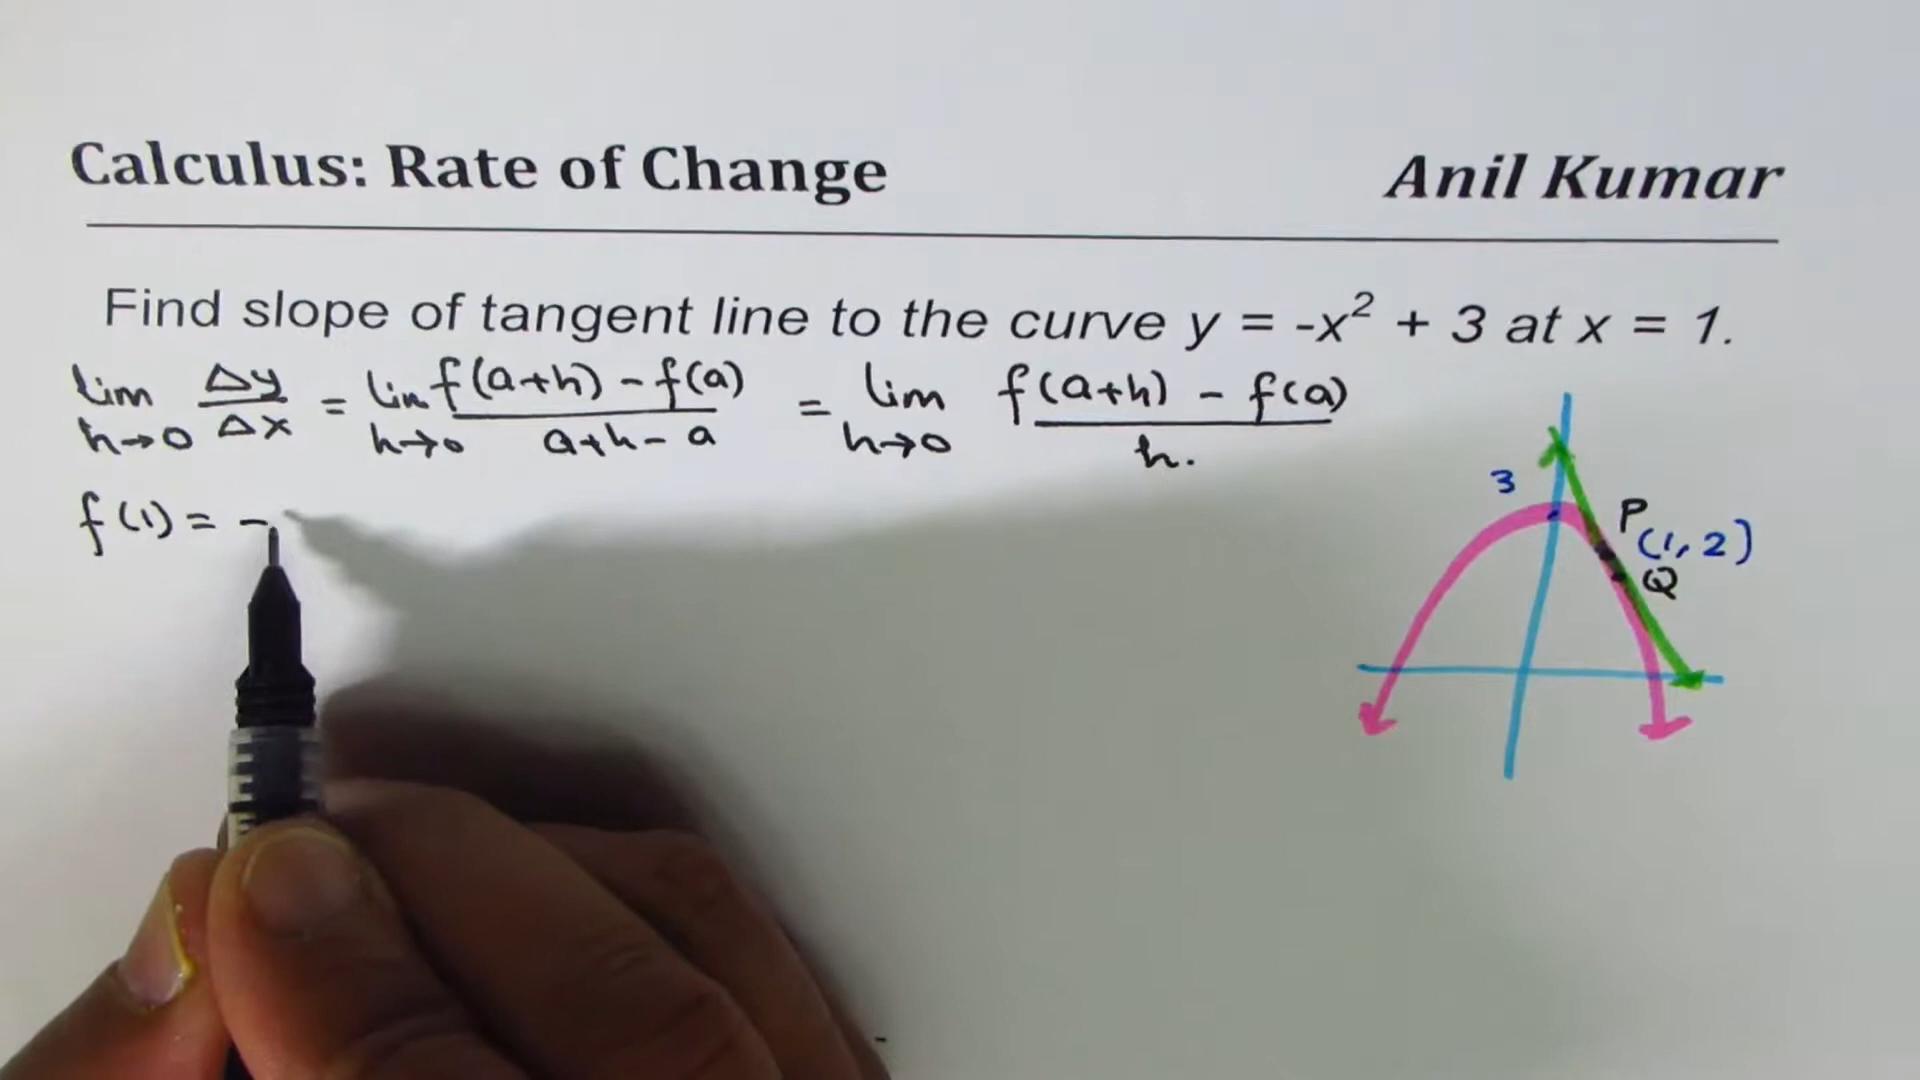 Calculus: Rate of Change Anil Kumar
Find slope of tangent line to the curve y = -x² + 3 at x = 1.
lim h→0 Δy/Δx = lim h→0 f(a+h) - f(a) / a+h-a = lim h→0 f(a+h) - f(a) / h.
f(1) = -
3
P
(1, 2)
Q